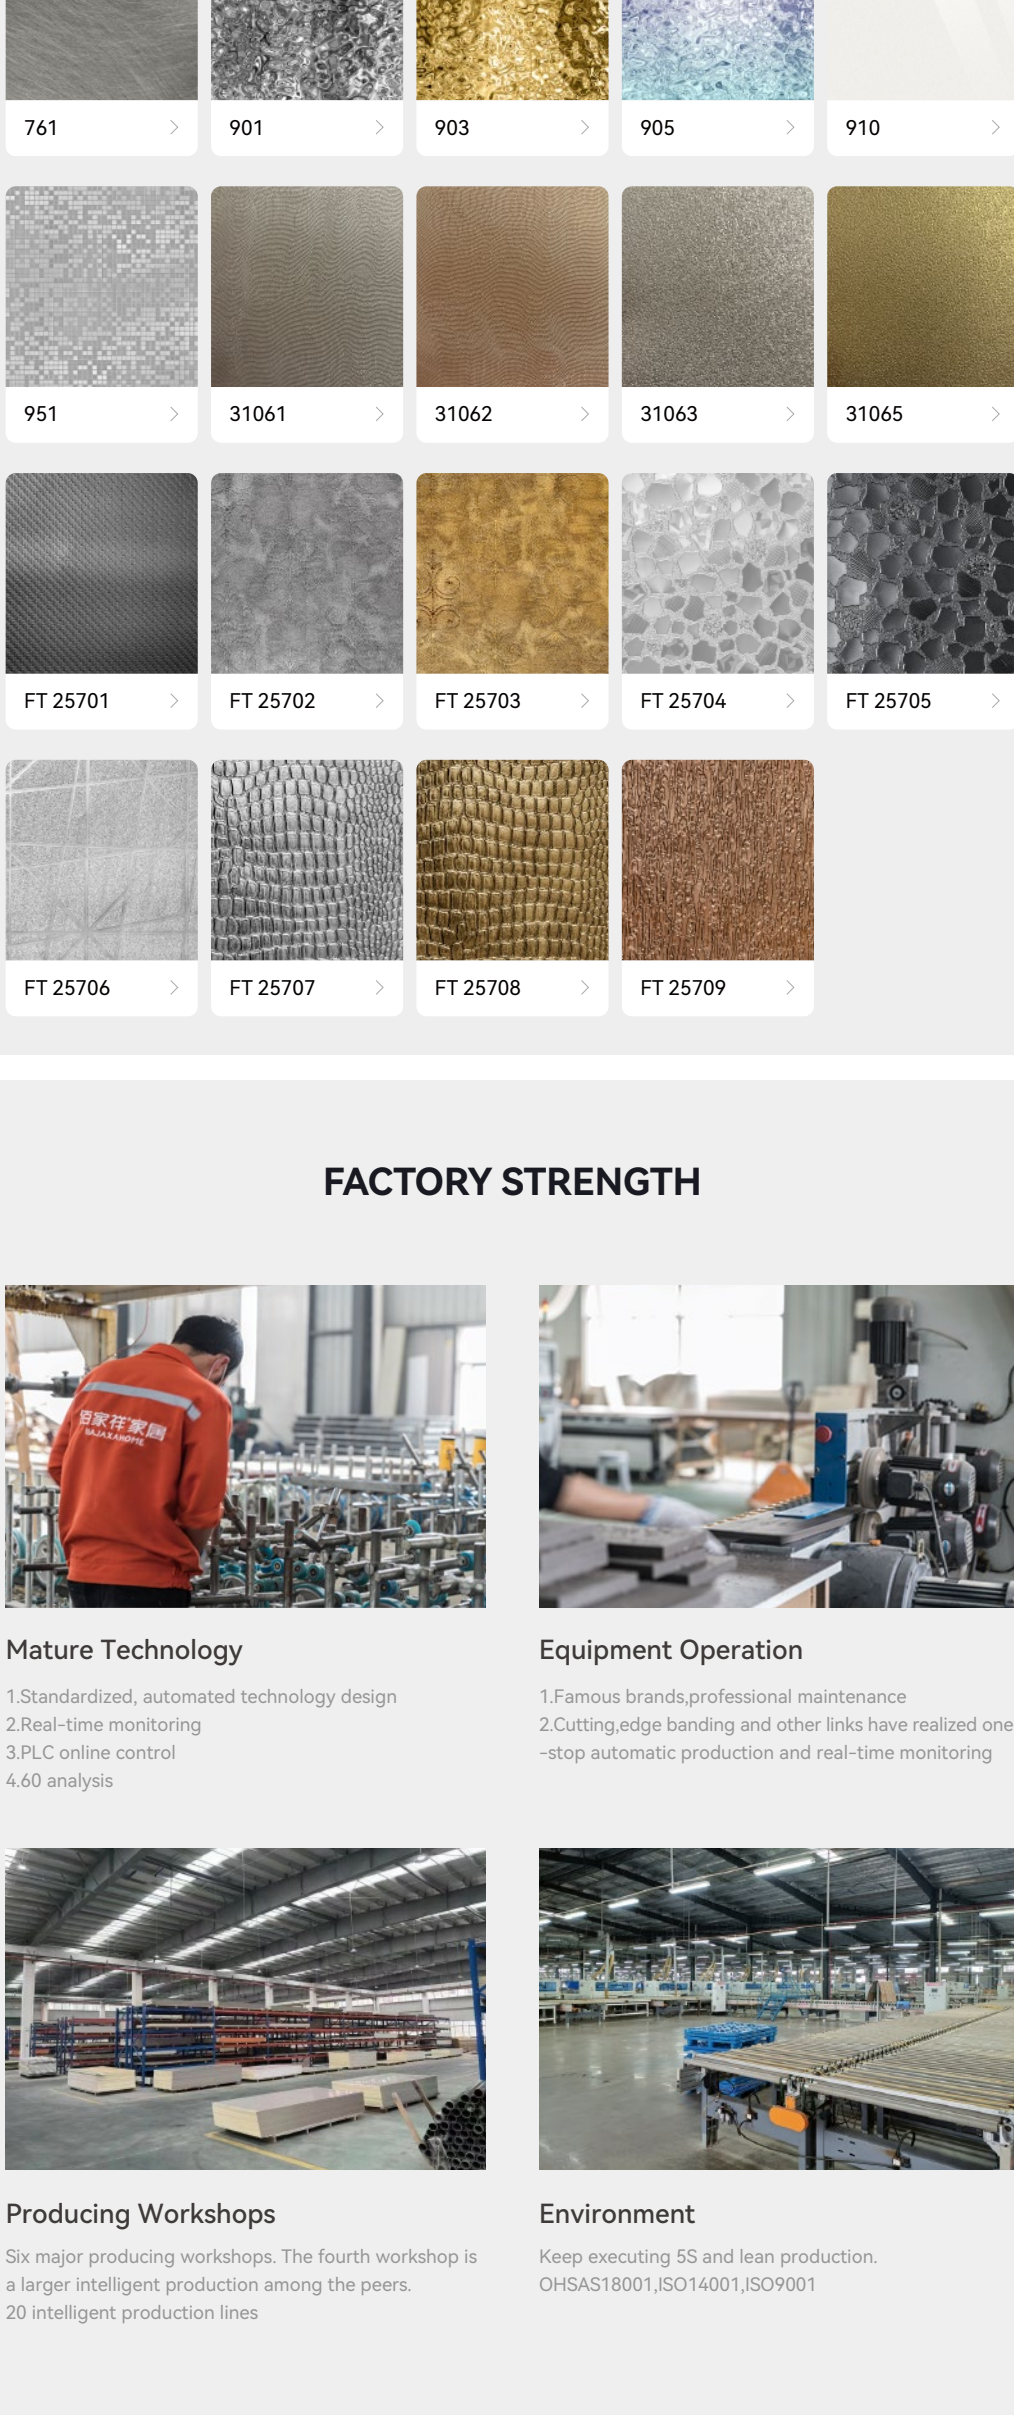 761
901
903
905
910
951
31061
31062
31063
31065
FT 25701
FT 25702
FT 25703
FT 25704
FT 25705
FT 25706
FT 25707
FT 25708
FT 25709
FACTORY STRENGTH
佰家祥家居
BAJAXAHOME
Mature Technology
1.Standardized, automated technology design
2.Real-time monitoring
3.PLC online control
4.60 analysis
Equipment Operation
1.Famous brands,professional maintenance
2.Cutting,edge banding and other links have realized one
-stop automatic production and real-time monitoring
Producing Workshops
Six major producing workshops. The fourth workshop is
a larger intelligent production among the peers.
20 intelligent production lines
Environment
Keep executing 5S and lean production.
OHSAS18001,ISO14001,ISO9001